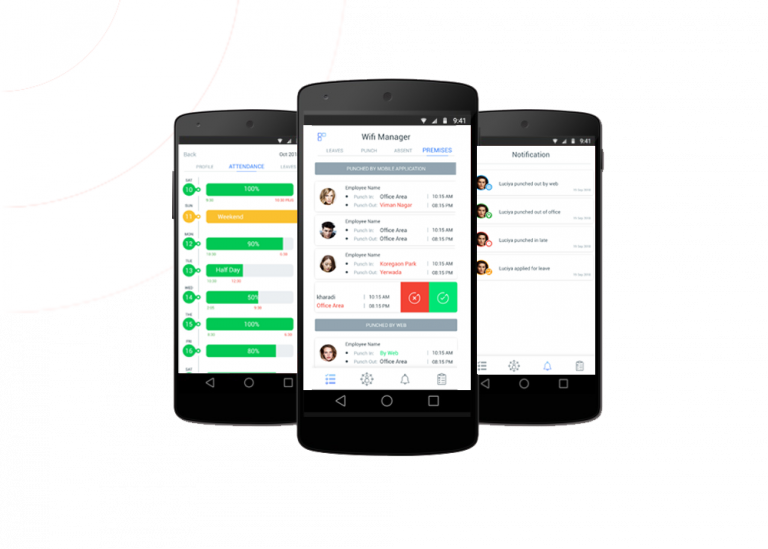 Back
Oct 201
PROFILE
ATTENDANCE
LEAVES
SAT
10
100%
SUN
11
Weekend
MON
12
90%
TUE
13
Half Day
WED
14
50%
THU
15
100%
FRI
16
80%
SAT
9:41
Wifi Manager
LEAVES PUNCH ABSENT PREMISES
PUNCHED BY MOBILE APPLICATION
Employee Name
• Punch In: Office Area | 10:15 AM
• Punch Out: Viman Nagar | 08:15 PM
Employee Name
• Punch In: Office Area | 10:15 AM
• Punch Out: Office Area | 08:15 PM
Employee Name
• Punch In: Koregaon Park | 10:15 AM
• Punch Out: Yerwada | 08:15 PM
kharadi | 10:15 AM
Office Area | 08:15 PM
PUNCHES BY WEB
Employee Name
• Punch In: By Web | 10:15 AM
• Punch Out: Office Area | 08:15 PM
9:41
Notification
Luciya punched out by web
Luciya punched out of office
Luciya punched in late
Luciya applied for leave